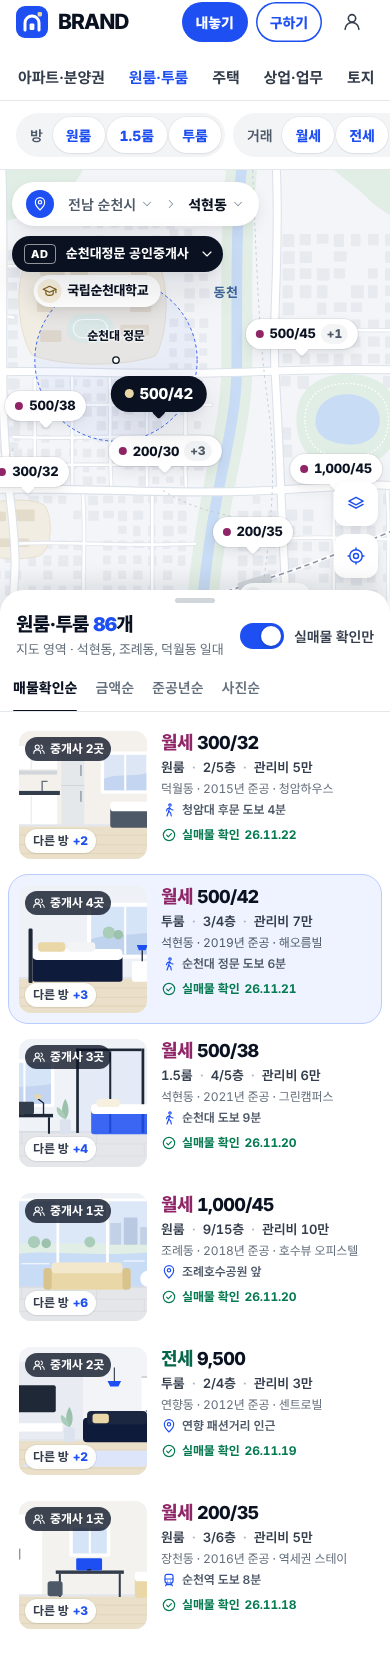 BRAND 내놓기 구하기
아파트·분양권 원룸·투룸 주택 상업·업무 토지
방 원룸 1.5룸 투룸 거래 월세 전세
전남 순천시 석현동
AD 순천대정문 공인중개사
국립순천대학교
동천
순천대 정문
500/45 +1
500/42
500/38
200/30 +3
300/32
1,000/45
200/35
원룸·투룸 86개
지도 영역 · 석현동, 조례동, 덕월동 일대
실매물 확인만
매물확인순 금액순 준공년순 사진순
중개사 2곳
다른 방 +2
월세 300/32
원룸 · 2/5층 · 관리비 5만
덕월동 · 2015년 준공 · 청암하우스
청암대 후문 도보 4분
실매물 확인 26.11.22
중개사 4곳
다른 방 +3
월세 500/42
투룸 · 3/4층 · 관리비 7만
석현동 · 2019년 준공 · 해오름빌
순천대 정문 도보 6분
실매물 확인 26.11.21
중개사 3곳
다른 방 +4
월세 500/38
1.5룸 · 4/5층 · 관리비 6만
석현동 · 2021년 준공 · 그린캠퍼스
순천대 도보 9분
실매물 확인 26.11.20
중개사 1곳
다른 방 +6
월세 1,000/45
원룸 · 9/15층 · 관리비 10만
조례동 · 2018년 준공 · 호수뷰 오피스텔
조례호수공원 앞
실매물 확인 26.11.20
중개사 2곳
다른 방 +2
전세 9,500
투룸 · 2/4층 · 관리비 3만
연향동 · 2012년 준공 · 센트로빌
연향 패션거리 인근
실매물 확인 26.11.19
중개사 1곳
다른 방 +3
월세 200/35
원룸 · 3/6층 · 관리비 5만
장천동 · 2016년 준공 · 역세권 스테이
순천역 도보 8분
실매물 확인 26.11.18